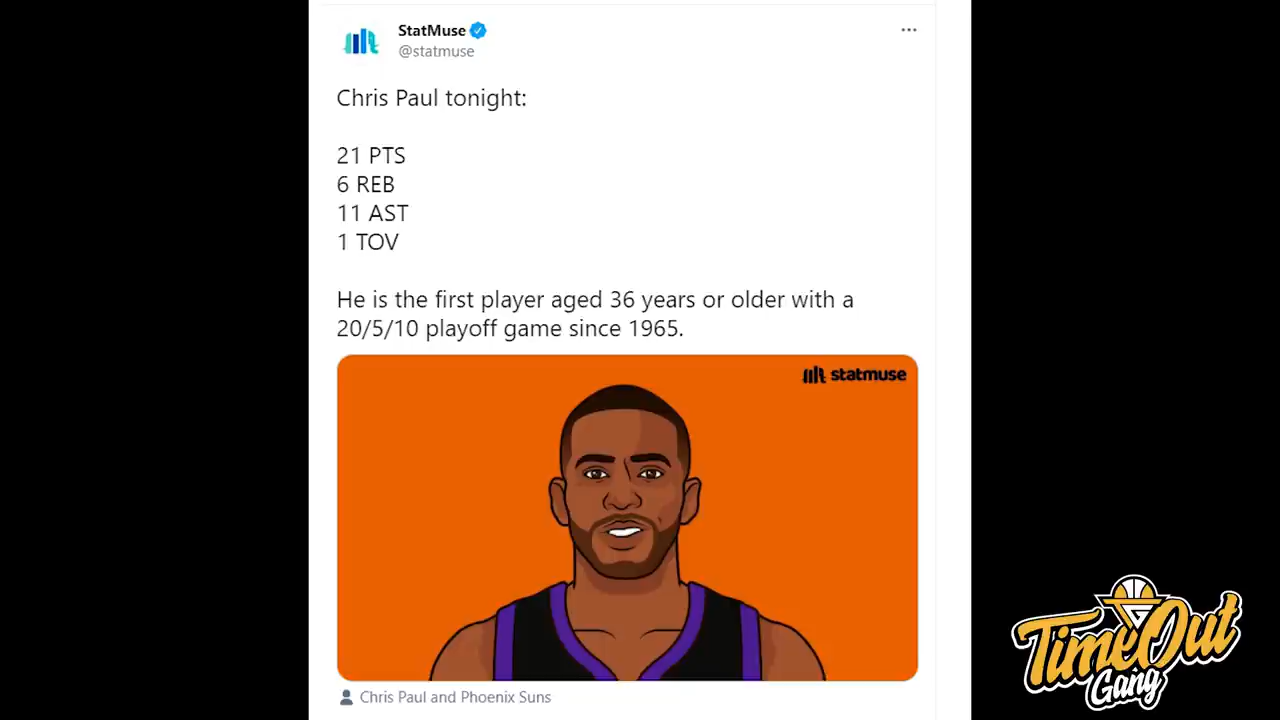 StatMuse
@statmuse
Chris Paul tonight:
21 PTS
6 REB
11 AST
1 TOV
He is the first player aged 36 years or older with a
20/5/10 playoff game since 1965.
statmuse
Chris Paul and Phoenix Suns
TimeOut
Gang